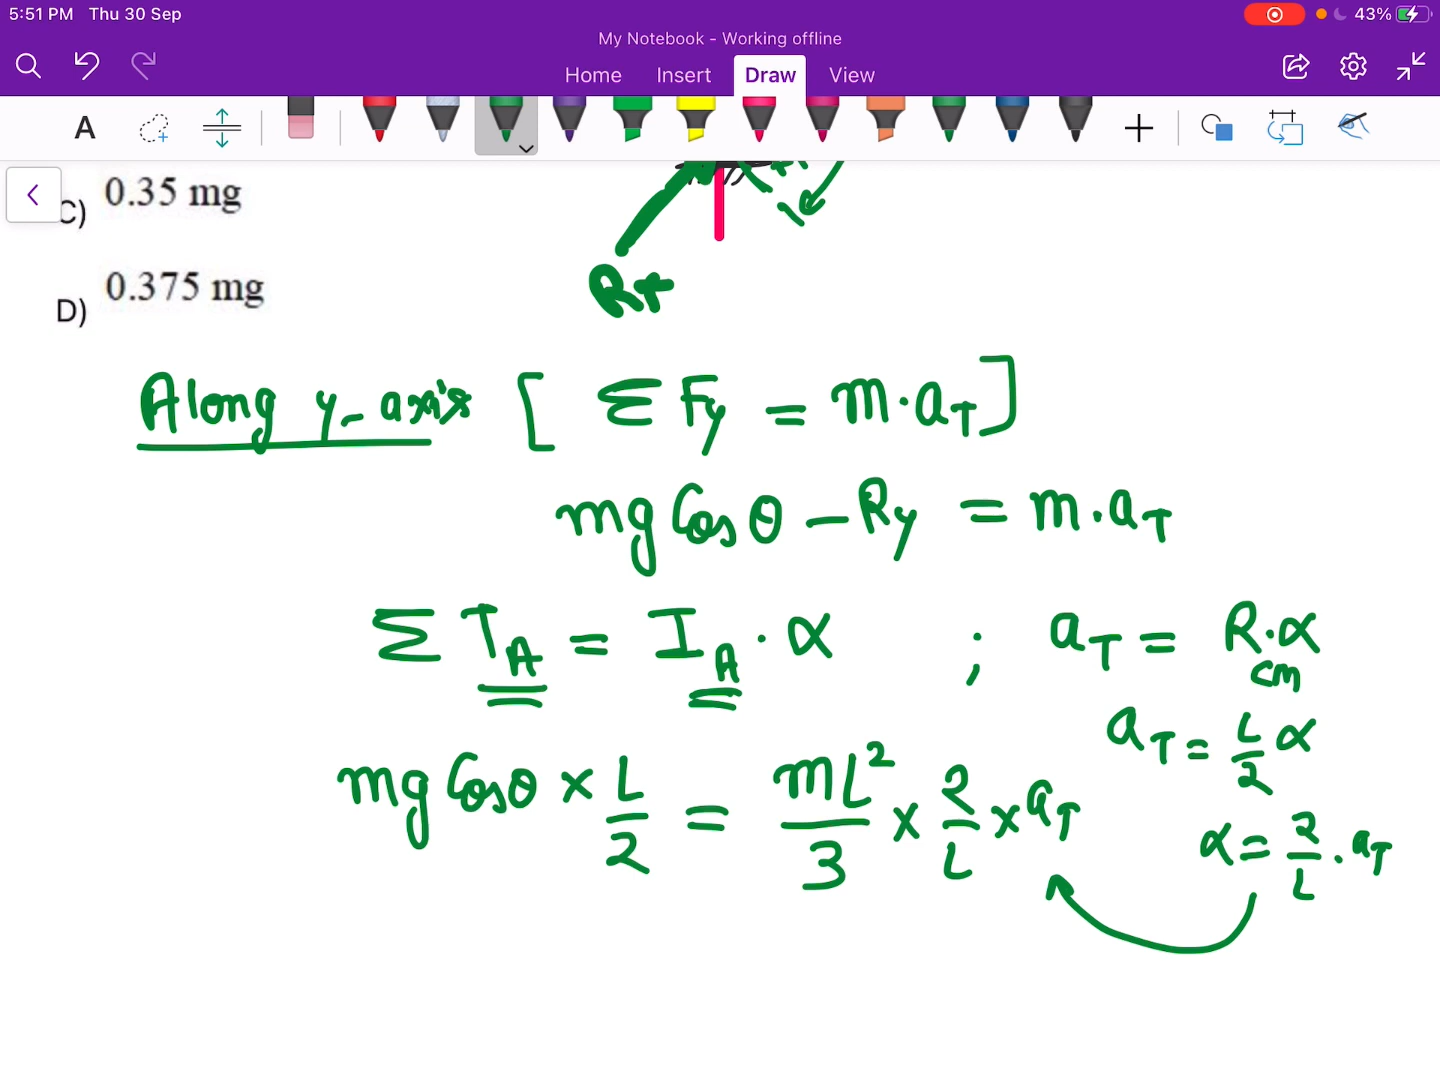 5:51 PM Thu 30 Sep
43%
My Notebook - Working offline
Home Insert Draw View
A
C) 0.35 mg
D) 0.375 mg
Along y-axis [ Σ Fy = m·aT ]
mg Cosθ - Ry = m·aT
Σ TA = IA · α ; aT = R·α
cm
aT = L/2 α
mg Cosθ × L/2 = mL²/3 × 2/L × aT
α = 2/L · aT